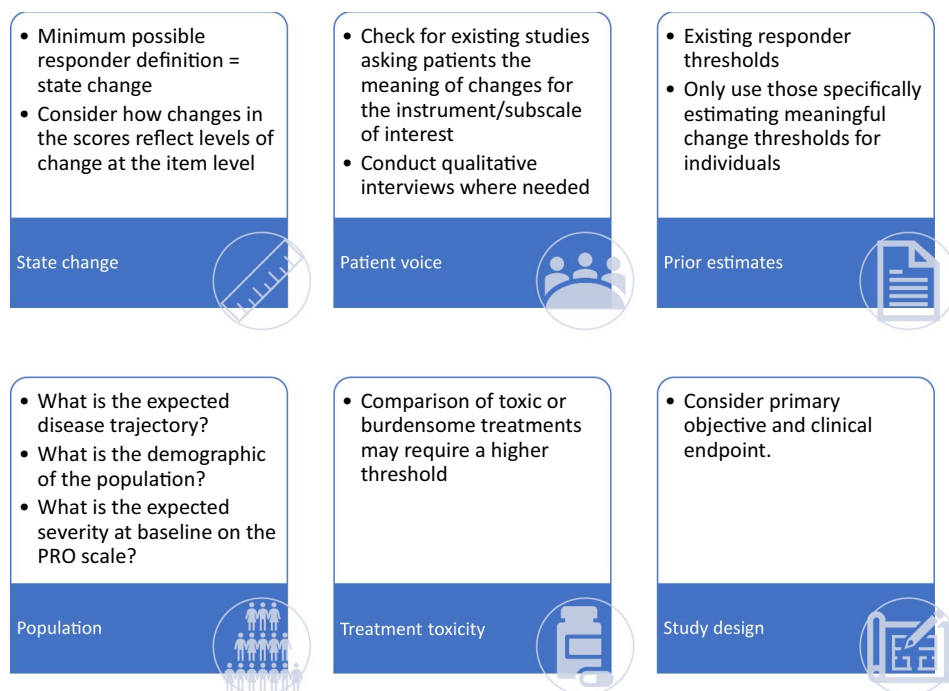 • Minimum possible
responder definition =
state change
• Consider how changes in
the scores reflect levels of
change at the item level
State change
• Check for existing studies
asking patients the
meaning of changes for
the instrument/subscale
of interest
• Conduct qualitative
interviews where needed
Patient voice
• Existing responder
thresholds
• Only use those specifically
estimating meaningful
change thresholds for
individuals
Prior estimates
• What is the expected
disease trajectory?
• What is the demographic
of the population?
• What is the expected
severity at baseline on the
PRO scale?
Population
• Comparison of toxic or
burdensome treatments
may require a higher
threshold
Treatment toxicity
• Consider primary
objective and clinical
endpoint.
Study design